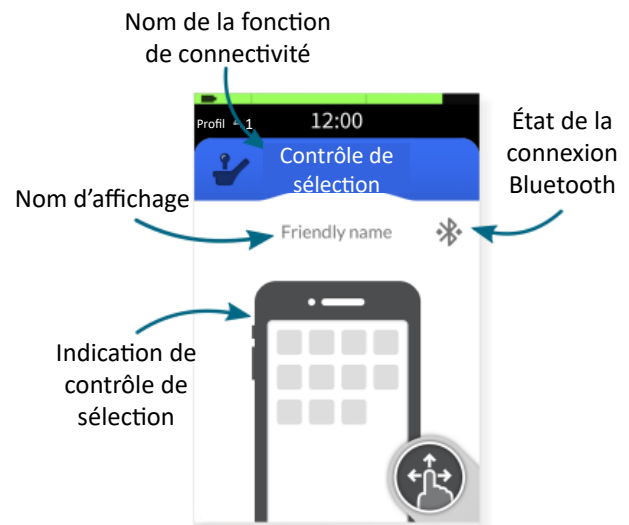 Nom de la fonction
de connectivité
Profil 1
12:00
Contrôle de
sélection
État de la
connexion
Bluetooth
Nom d'affichage
Friendly name
Indication de
contrôle de
sélection